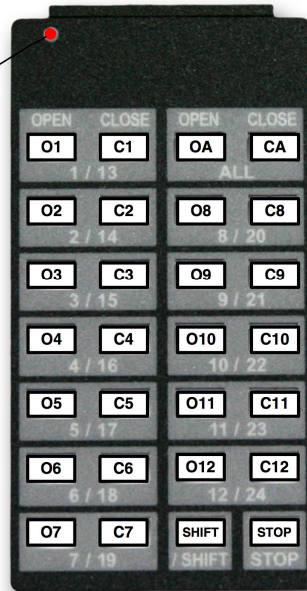 OPEN CLOSE OPEN CLOSE
O1 C1 OA CA
1 / 13 ALL
O2 C2 O8 C8
2 / 14 8 / 20
O3 C3 O9 C9
3 / 15 9 / 21
O4 C4 O10 C10
4 / 16 10 / 22
O5 C5 O11 C11
5 / 17 11 / 23
O6 C6 O12 C12
6 / 18 12 / 24
O7 C7 SHIFT STOP
7 / 19 / SHIFT STOP